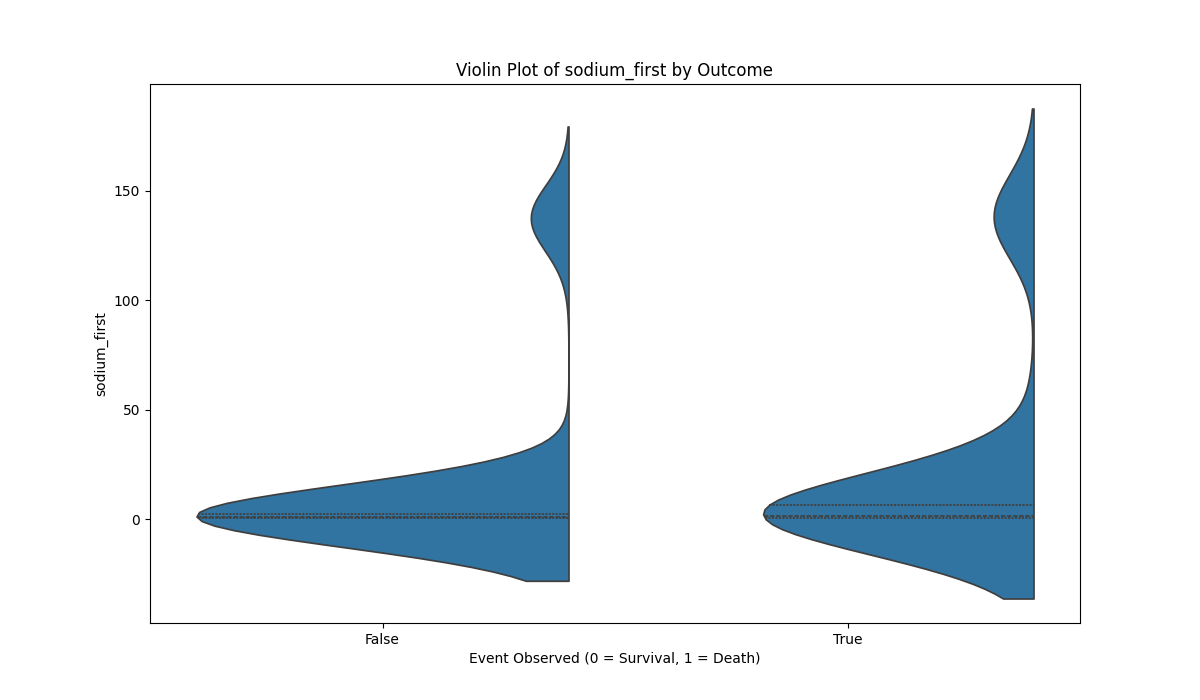 Violin Plot of sodium_first by Outcome
sodium_first
150
100
50
0
False
True
Event Observed (0 = Survival, 1 = Death)